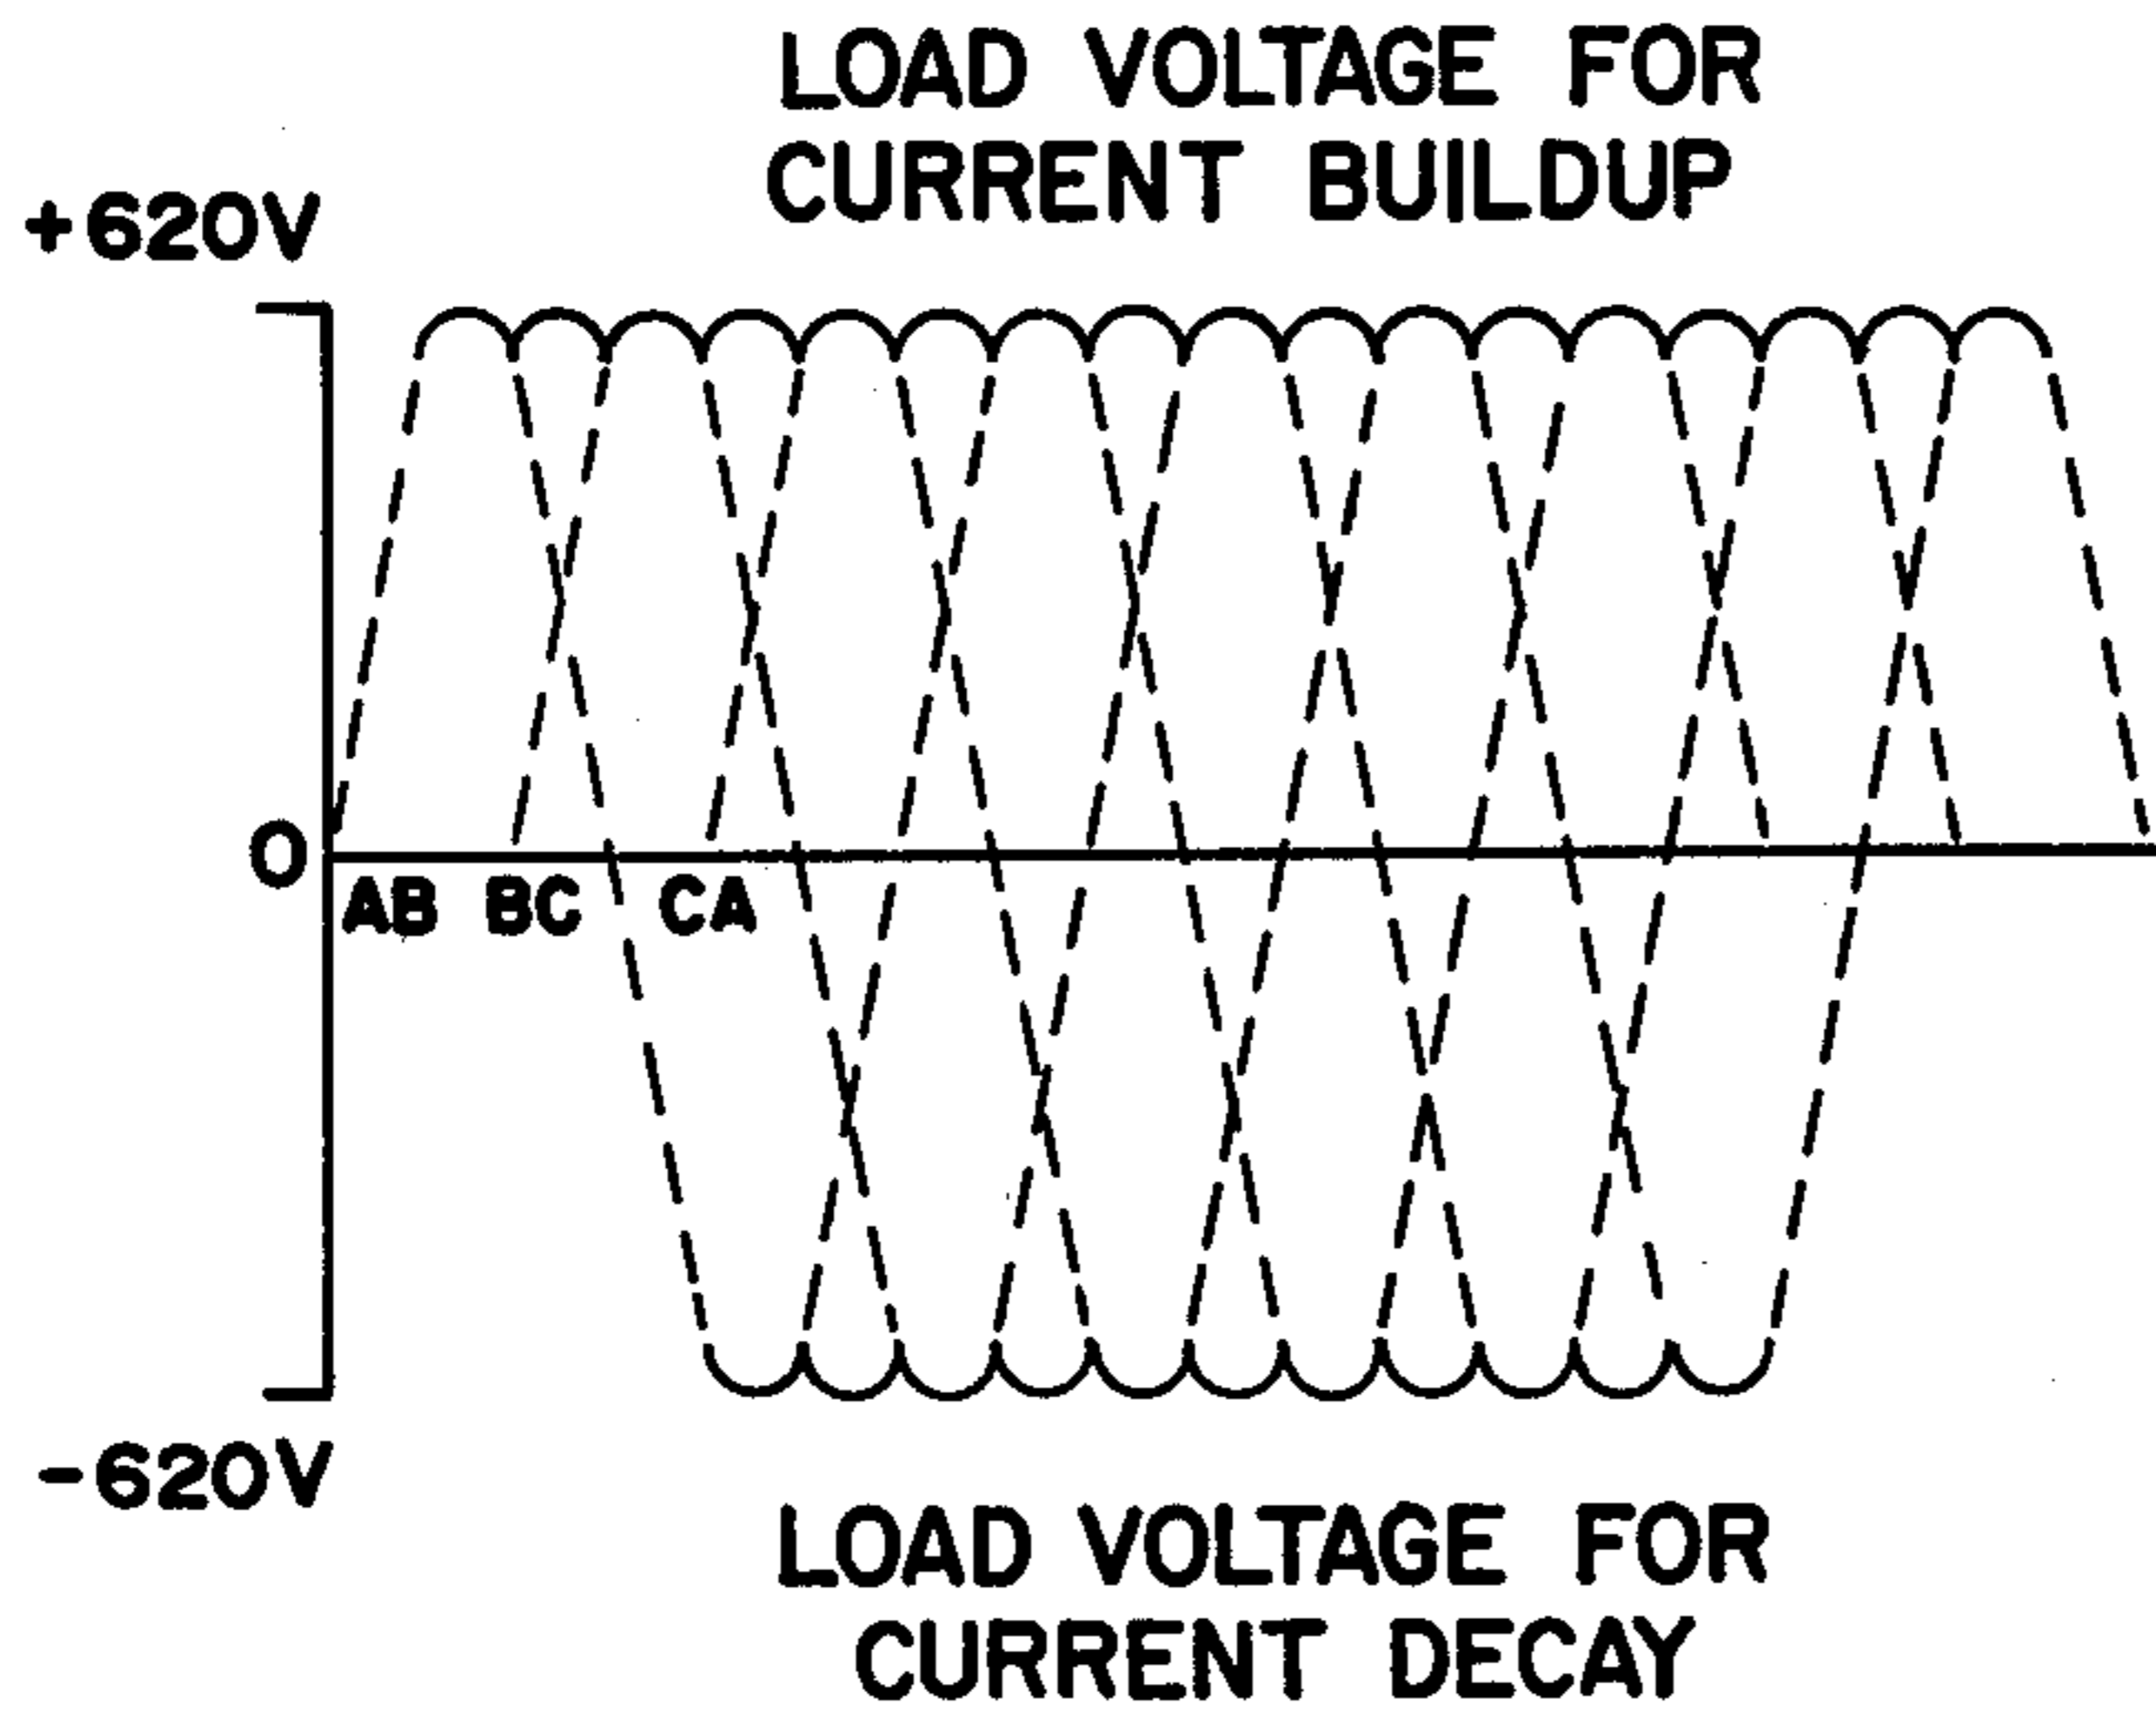 LOAD VOLTAGE FOR
CURRENT BUILDUP
+620V
0
AB BC CA
-620V
LOAD VOLTAGE FOR
CURRENT DECAY